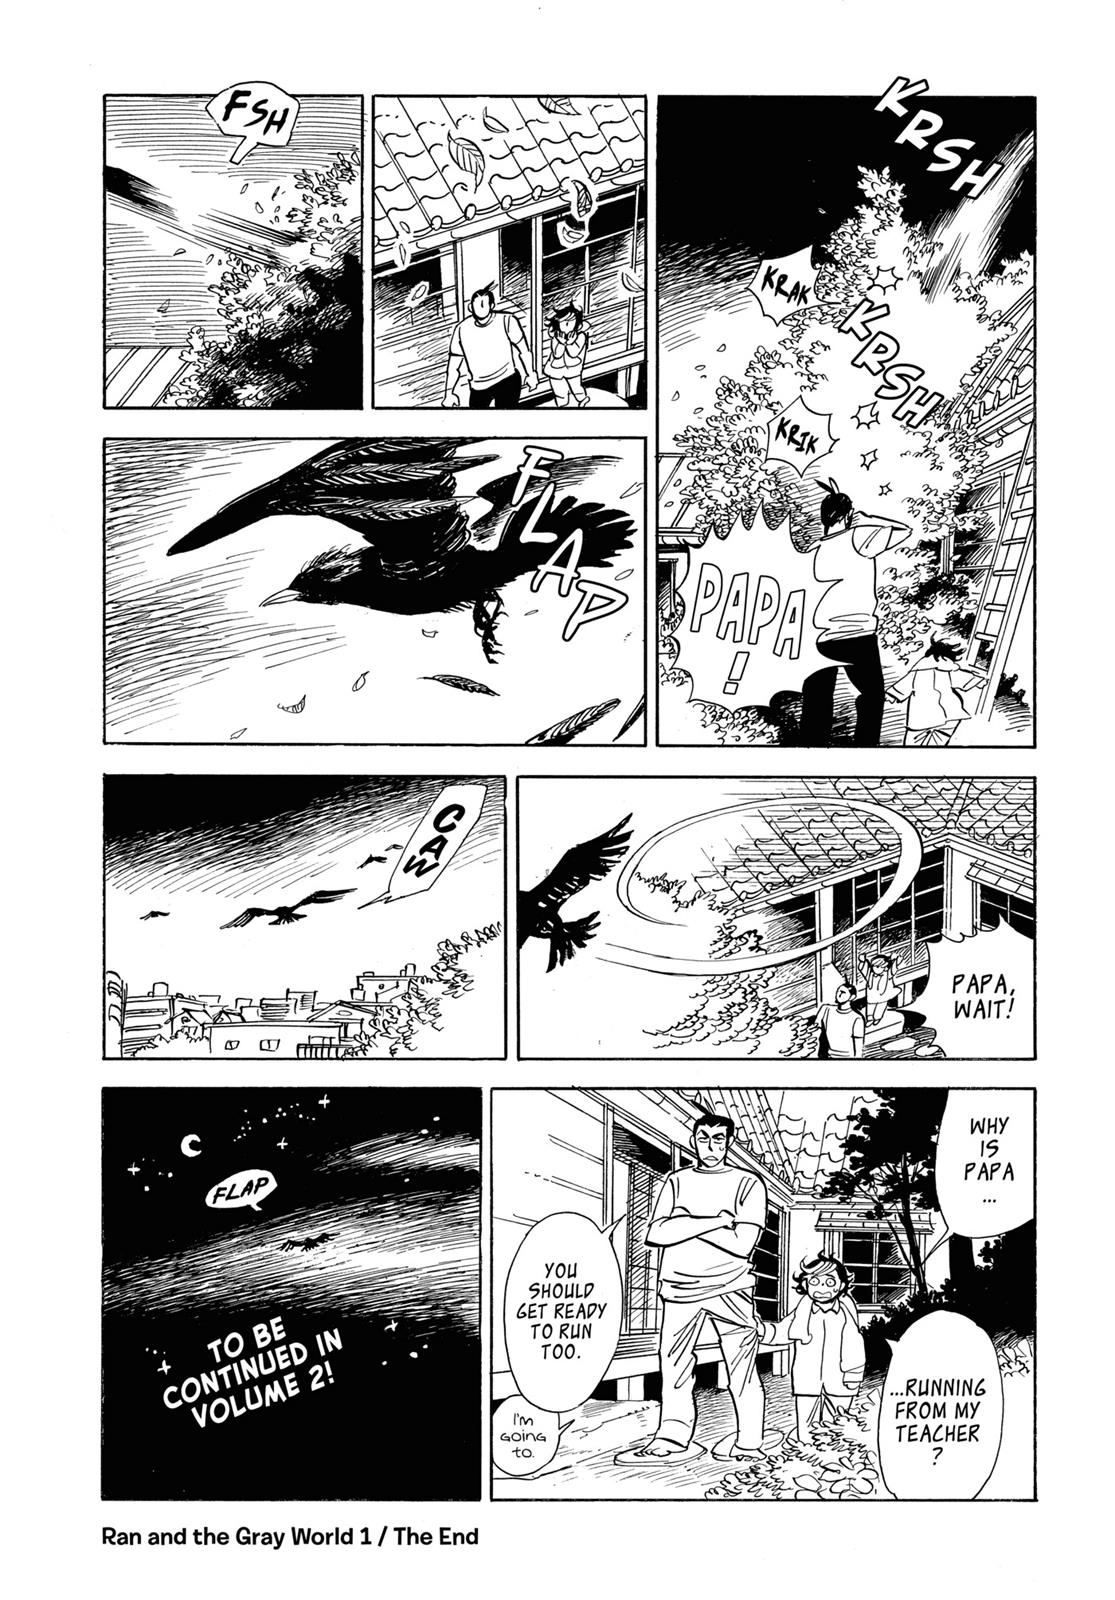 KRSH
KRAK
KRSH
KRIK
PAPA
!
FSH
FLAP
PAPA,
WAIT!
CAW
WHY
IS
PAPA
...
...RUNNING
FROM MY
TEACHER
?
YOU
SHOULD
GET READY
TO RUN
TOO.
I'm
going
to.
FLAP
TO BE
CONTINUED IN
VOLUME 2!
Ran and the Gray World 1 / The End